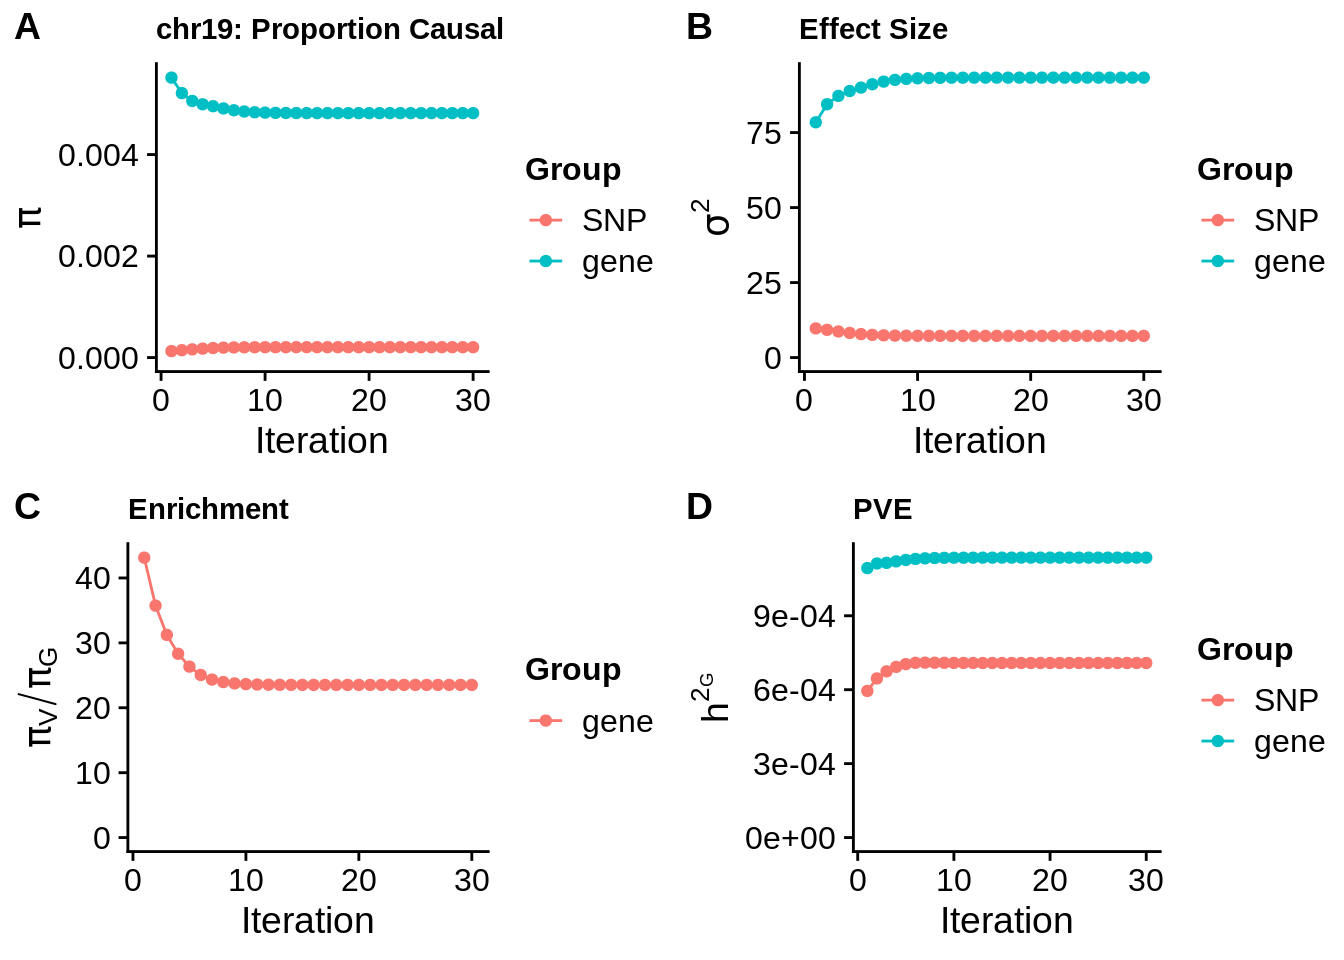 A
chr19: Proportion Causal
π
0.004
0.002
0.000
0 10 20 30
Iteration
Group
SNP
gene
B
Effect Size
σ²
75
50
25
0
0 10 20 30
Iteration
Group
SNP
gene
C
Enrichment
πV/πG
40
30
20
10
0
0 10 20 30
Iteration
Group
gene
D
PVE
h²G
9e-04
6e-04
3e-04
0e+00
0 10 20 30
Iteration
Group
SNP
gene